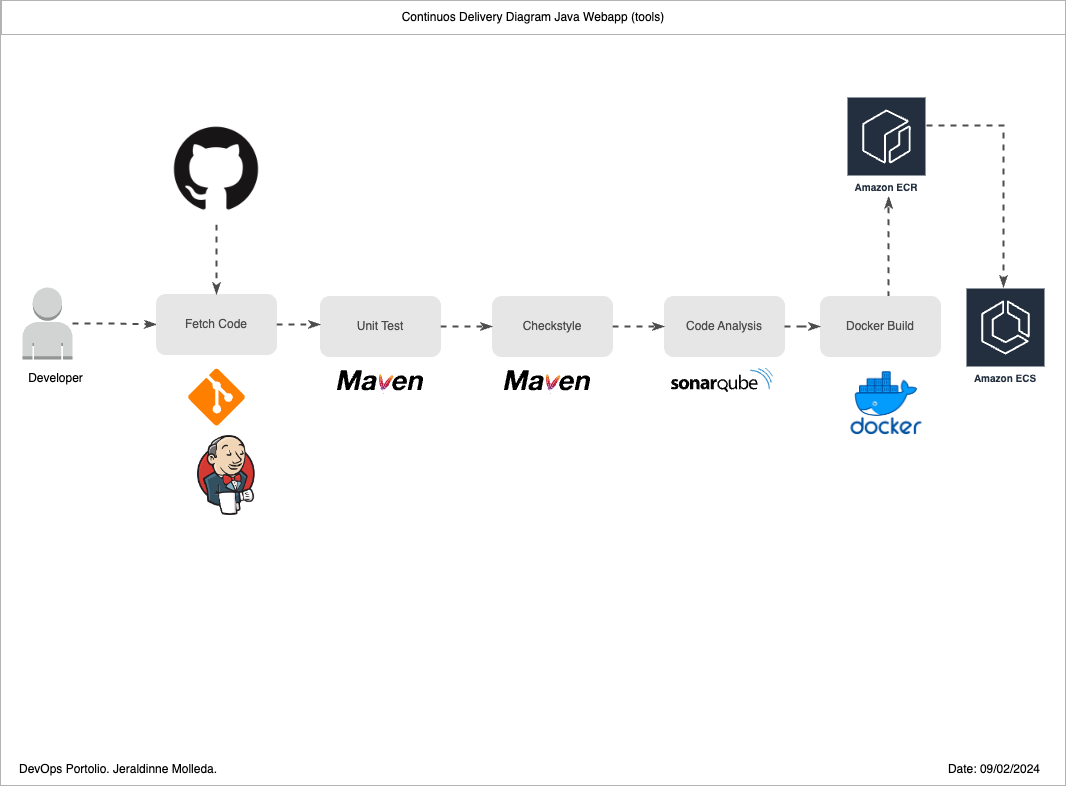 Continuos Delivery Diagram Java Webapp (tools)
Amazon ECR
Fetch Code
Unit Test
Checkstyle
Code Analysis
Docker Build
Developer
Maven
Maven
sonarqube
Amazon ECS
docker
DevOps Portolio. Jeraldinne Molleda.
Date: 09/02/2024